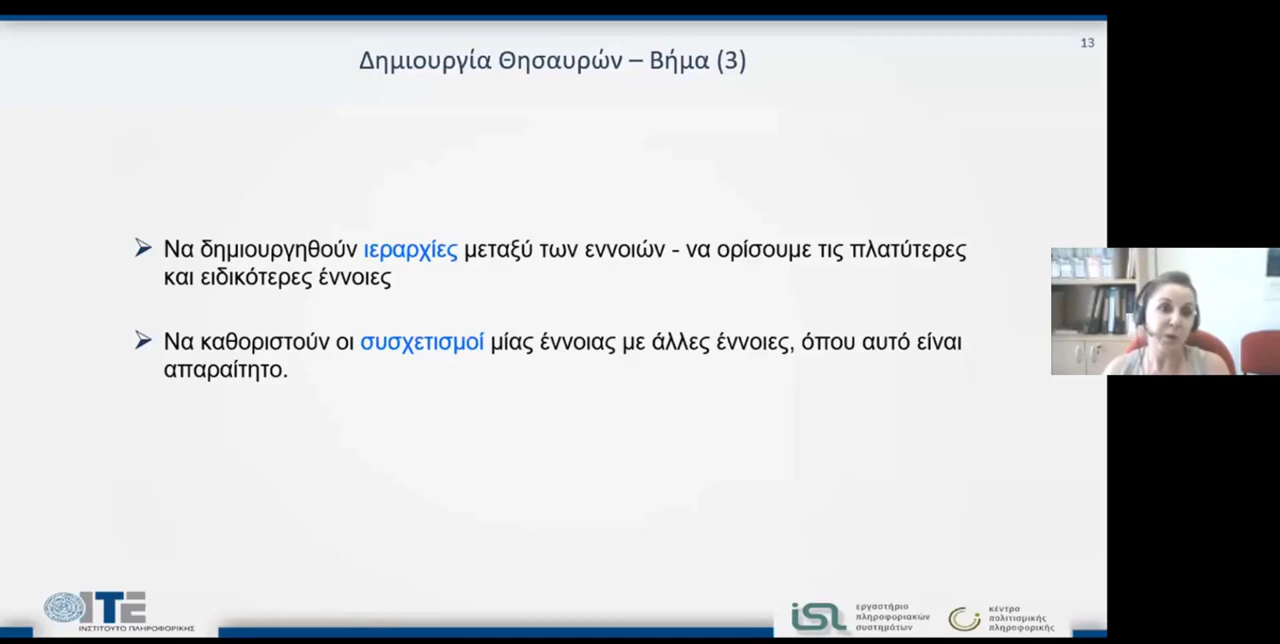 13
Δημιουργία Θησαυρών – Βήμα (3)
➢ Να δημιουργηθούν ιεραρχίες μεταξύ των εννοιών - να ορίσουμε τις πλατύτερες
και ειδικότερες έννοιες
➢ Να καθοριστούν οι συσχετισμοί μίας έννοιας με άλλες έννοιες, όπου αυτό είναι
απαραίτητο.
ΙΤΕ
ΙΝΣΤΙΤΟΥΤΟ ΠΛΗΡΟΦΟΡΙΚΗΣ
isl
εργαστήριο
πληροφοριακών
συστημάτων
κέντρο
πολιτισμικής
πληροφορικής